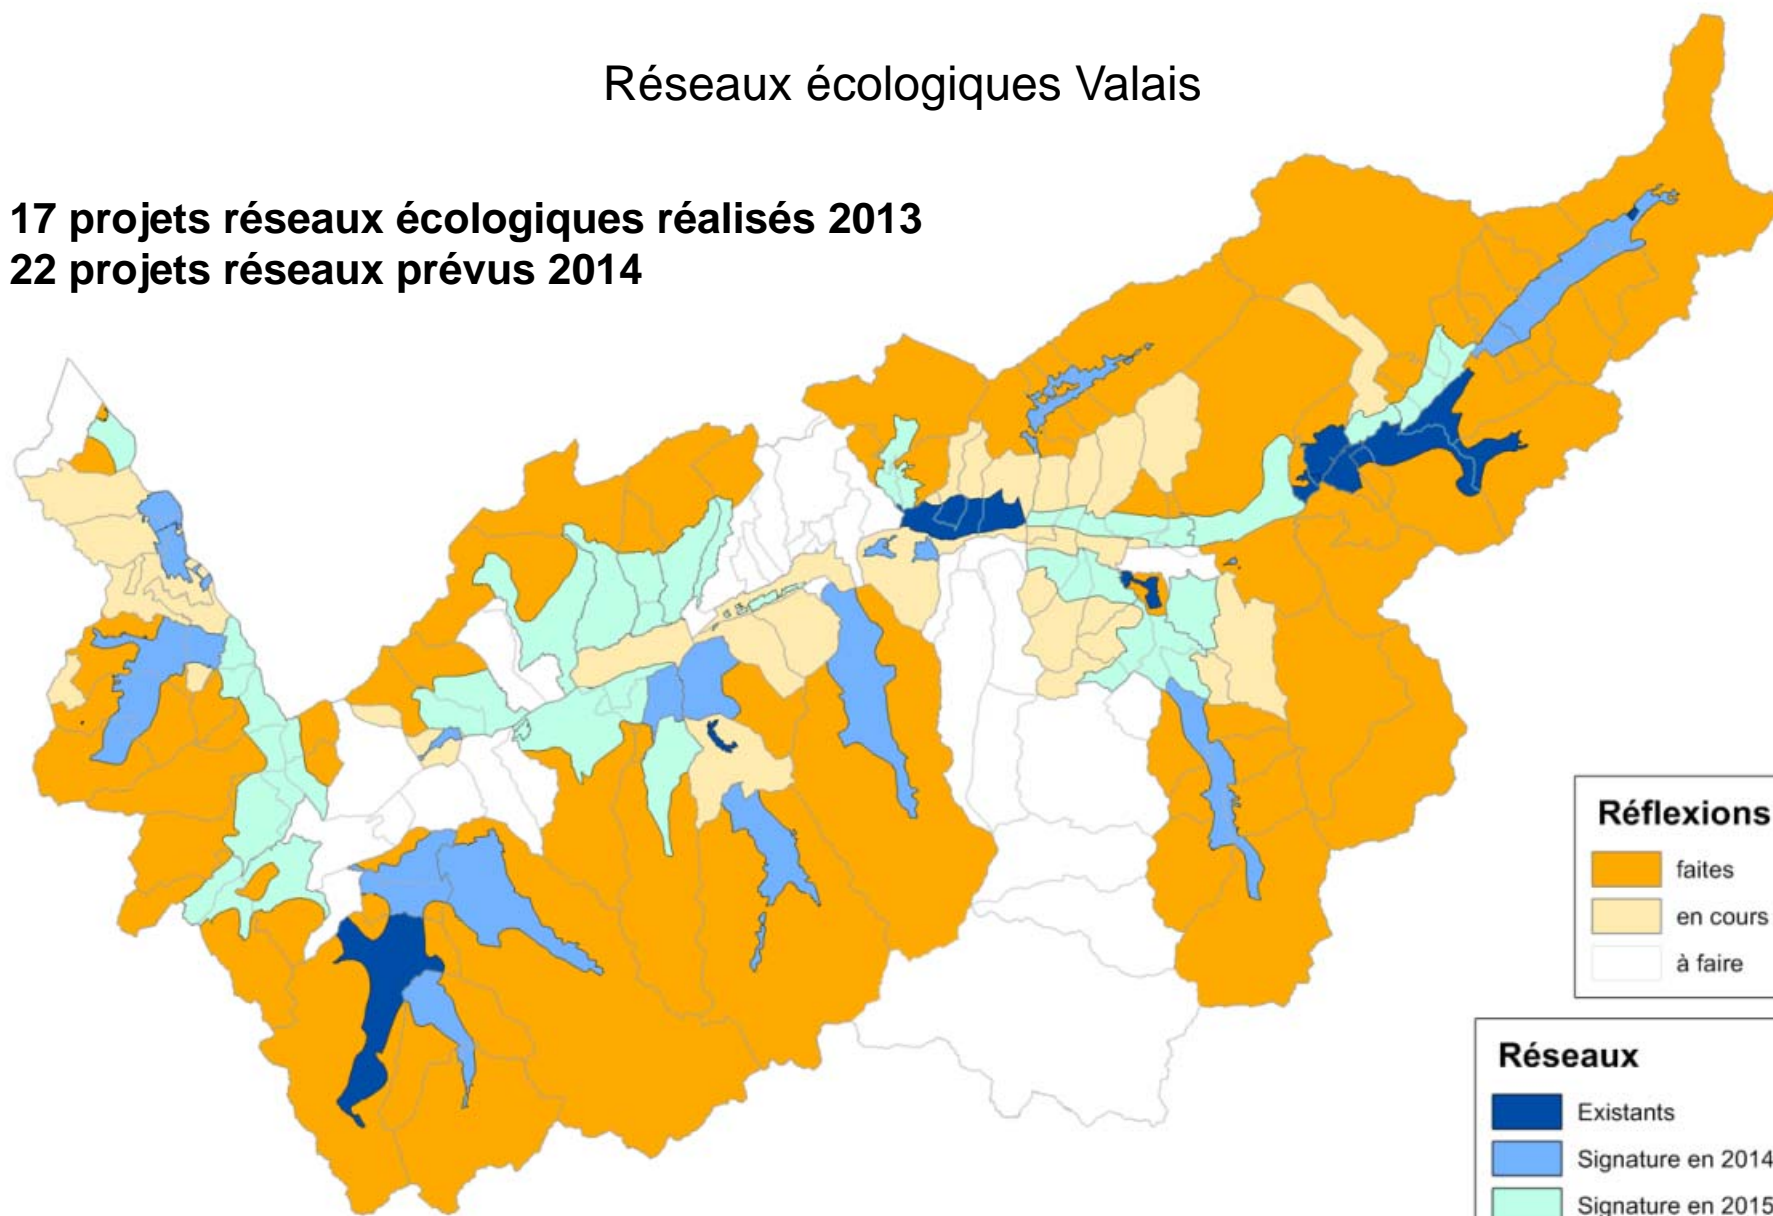 Réseaux écologiques Valais
17 projets réseaux écologiques réalisés 2013
22 projets réseaux prévus 2014
Réflexions
faites
en cours
à faire
Réseaux
Existants
Signature en 2014
Signature en 2015